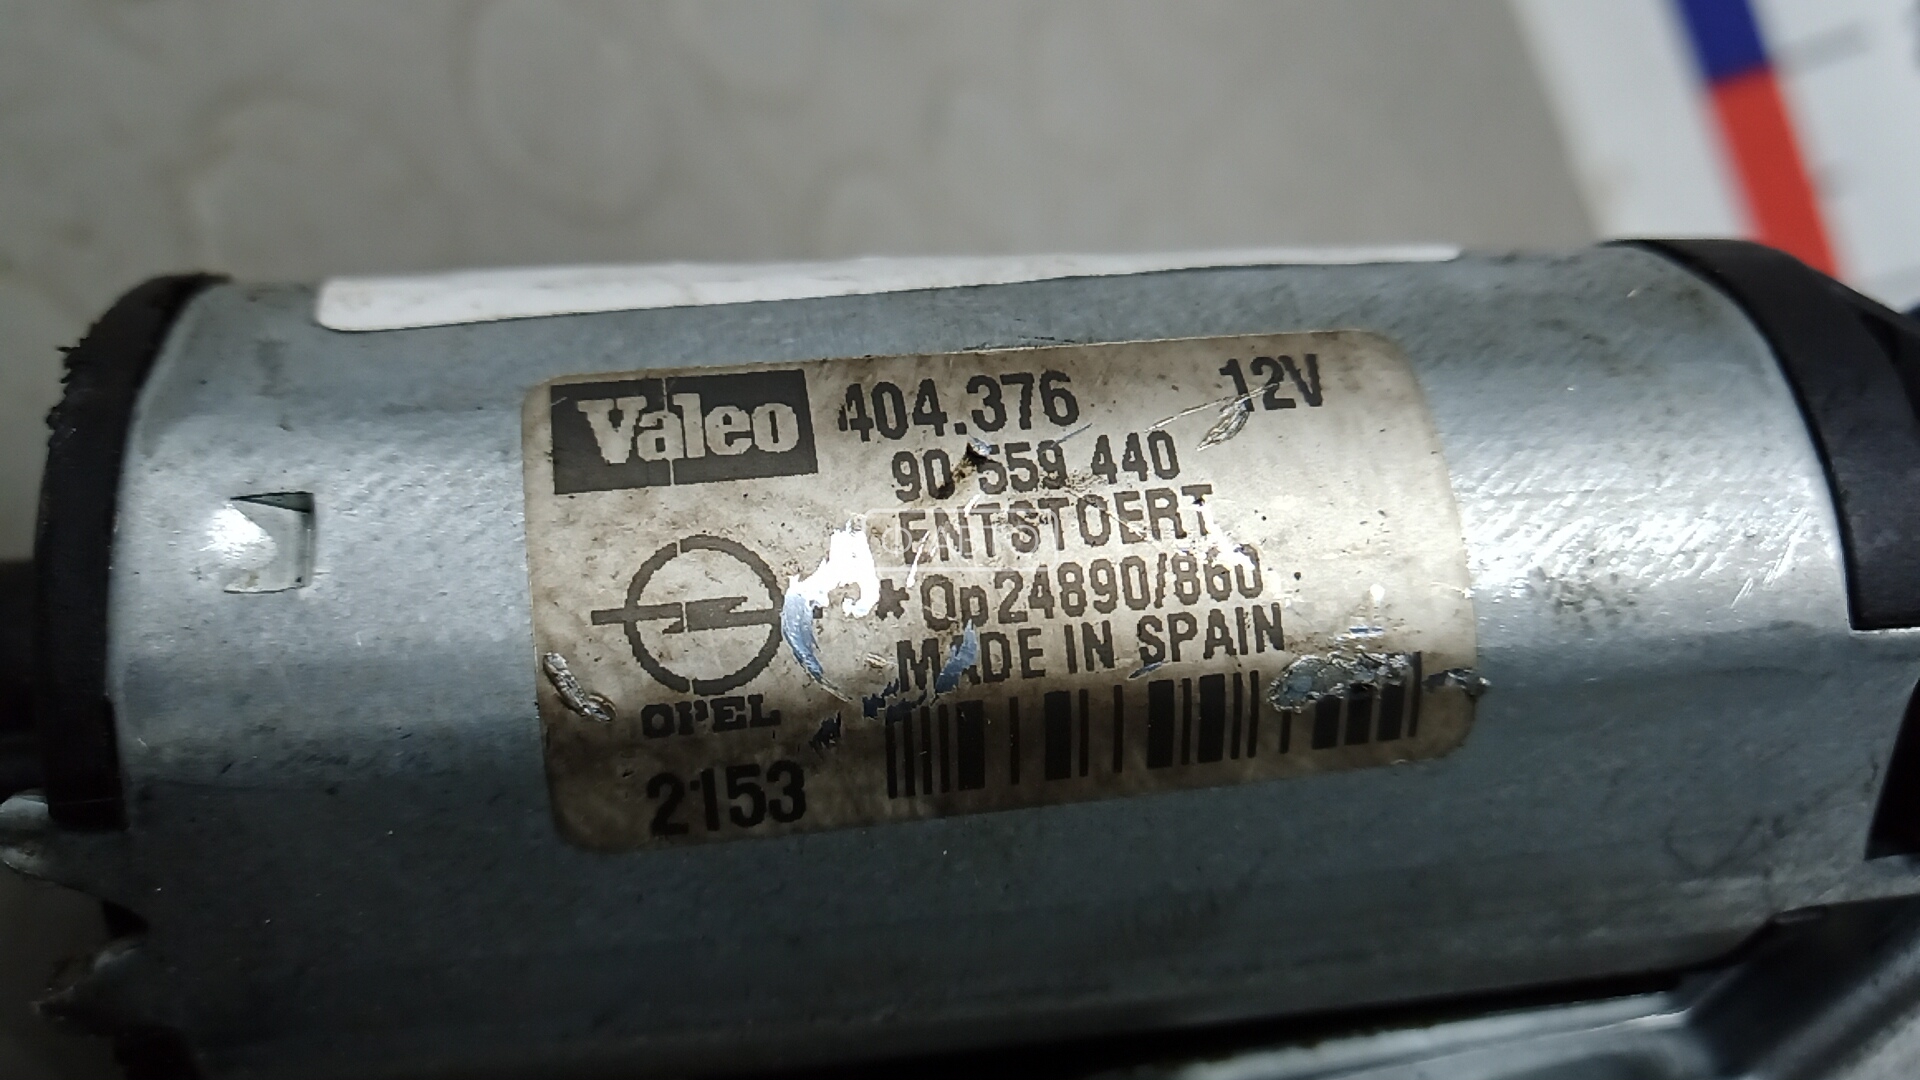 Valeo 404.376 12V
90 559 440
ENTSTOERT
*Op24890/860
MADE IN SPAIN
OPEL
2153